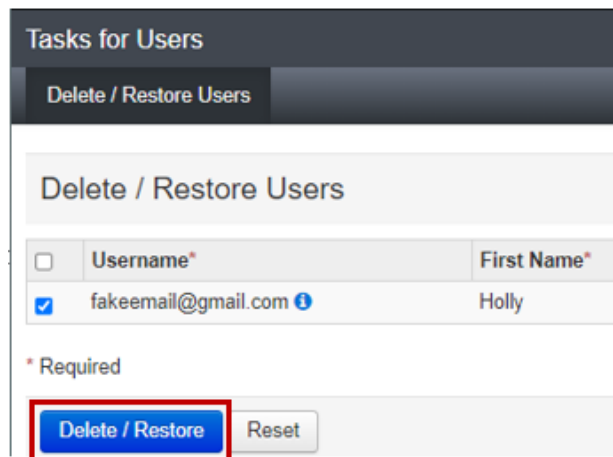 Tasks for Users
Delete / Restore Users
Delete / Restore Users
Username* First Name*
fakeemail@gmail.com Holly
* Required
Delete / Restore Reset